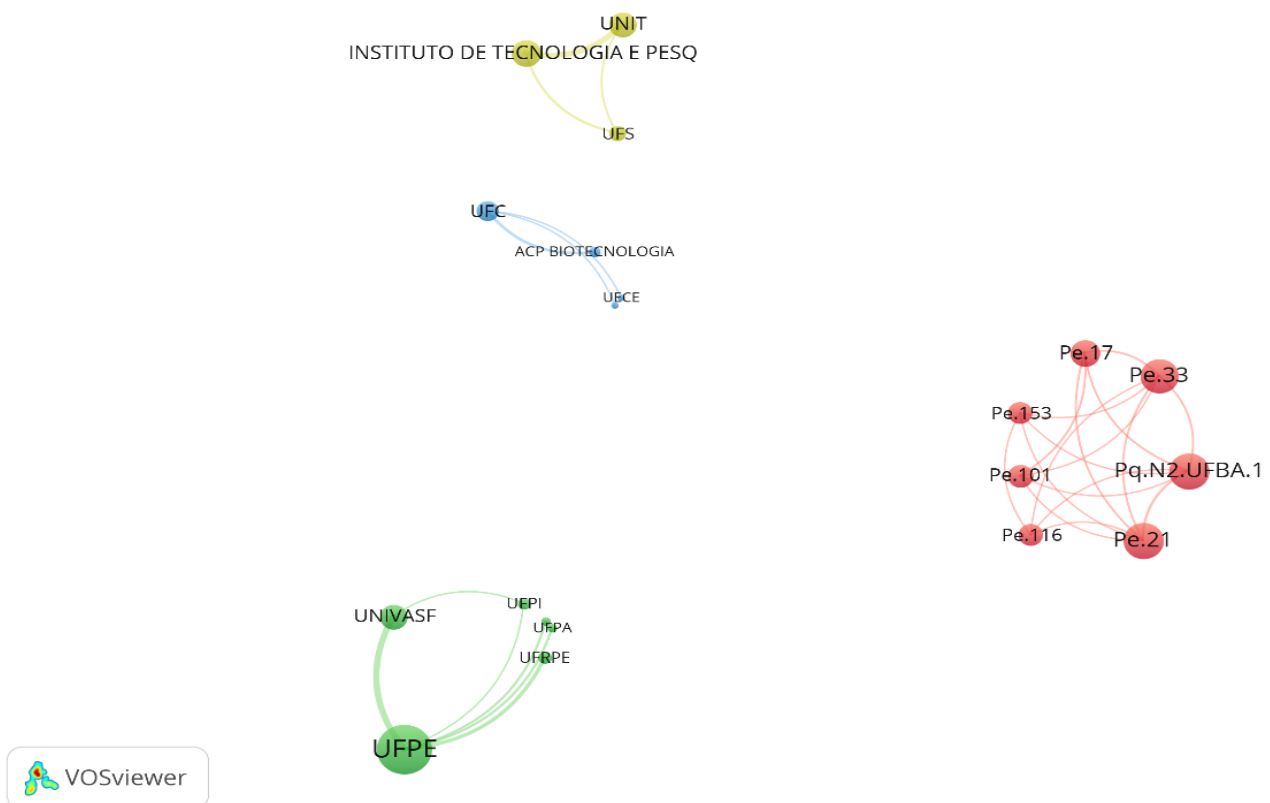 UNIT
INSTITUTO DE TECNOLOGIA E PESQ
UFS
UFC
ACP BIOTECNOLOGIA
UECE
Pe.17
Pe.33
Pe.153
Pq.N2.UFBA.1
Pe.101
Pe.116
Pe.21
UFPI
UNIVASF
UFPA
UFRPE
UFPE
VOSviewer